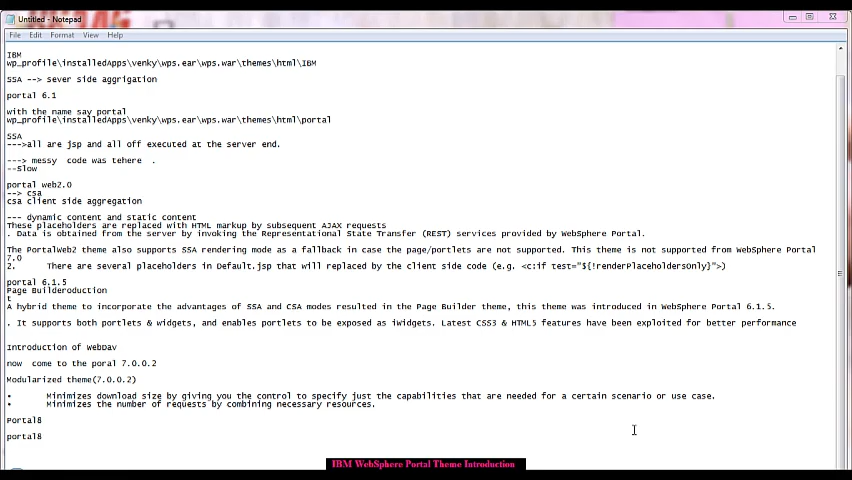 Untitled - Notepad
File Edit Format View Help
IBM
wp_profile\installedApps\venky\wps.ear\wps.war\themes\html\IBM
SSA --> sever side aggrigation
portal 6.1
with the name say portal
wp_profile\installedApps\venky\wps.ear\wps.war\themes\html\portal
SSA
--->all are jsp and all off executed at the server end.
---> messy code was tehere .
--Slow
portal web2.0
--> csa
csa client side aggregation
--- dynamic content and static content
These placeholders are replaced with HTML markup by subsequent AJAX requests
. Data is obtained from the server by invoking the Representational State Transfer (REST) services provided by WebSphere Portal.
The PortalWeb2 theme also supports SSA rendering mode as a fallback in case the page/portlets are not supported. This theme is not supported from WebSphere Portal
7.0
2. There are several placeholders in Default.jsp that will replaced by the client side code (e.g. <c:if test="${!renderPlaceholdersOnly}">)
portal 6.1.5
Page Builderoduction
t
A hybrid theme to incorporate the advantages of SSA and CSA modes resulted in the Page Builder theme, this theme was introduced in WebSphere Portal 6.1.5.
. It supports both portlets & widgets, and enables portlets to be exposed as iWidgets. Latest CSS3 & HTML5 features have been exploited for better performance
Introduction of WebDav
now come to the poral 7.0.0.2
Modularized theme(7.0.0.2)
• Minimizes download size by giving you the control to specify just the capabilities that are needed for a certain scenario or use case.
• Minimizes the number of requests by combining necessary resources.
Portal8
portal8
IBM WebSphere Portal Theme Introduction